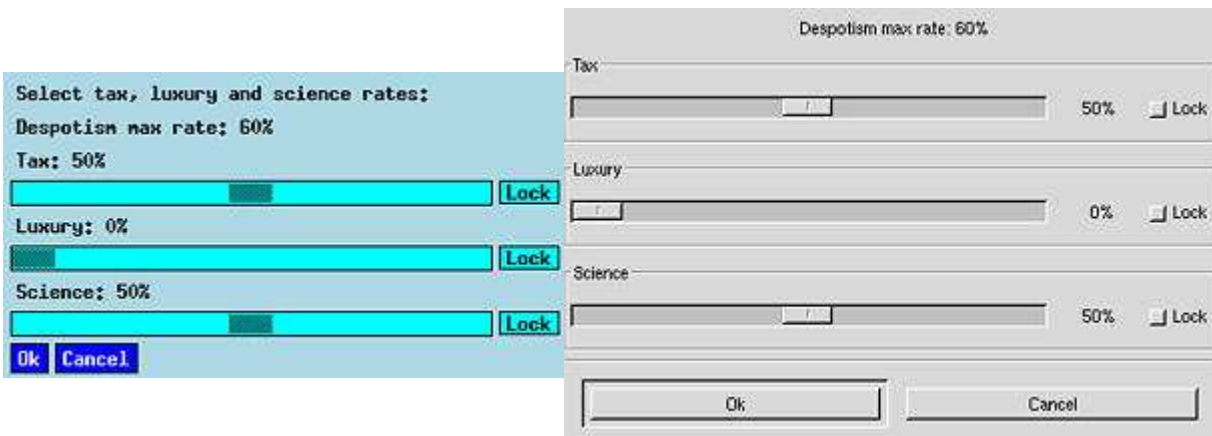 Select tax, luxury and science rates:
Despotism max rate: 60%
Tax: 50%
Lock
Luxury: 0%
Lock
Science: 50%
Lock
Ok Cancel
Despotism max rate: 60%
Tax
50% Lock
Luxury
0% Lock
Science
50% Lock
Ok Cancel